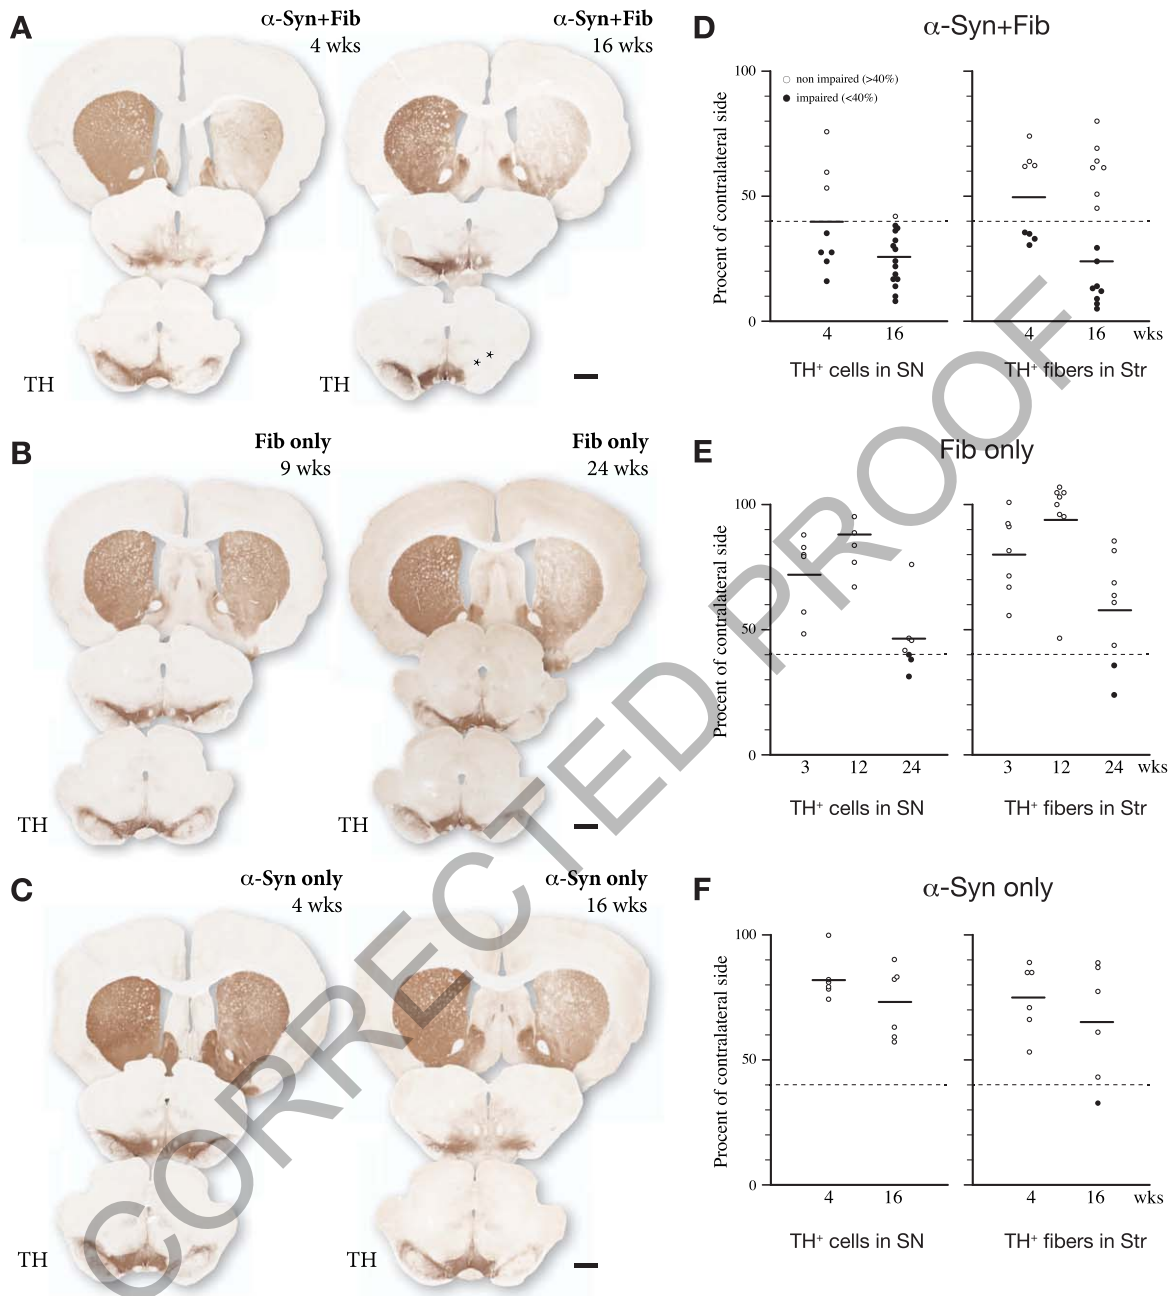 A
α-Syn+Fib
4 wks
α-Syn+Fib
16 wks
TH
TH
* *
B
Fib only
9 wks
Fib only
24 wks
TH
TH
C
α-Syn only
4 wks
α-Syn only
16 wks
TH
TH
D
α-Syn+Fib
Procent of contralateral side
100
50
0
non impaired (>40%)
impaired (<40%)
4 16
4 16 wks
TH⁺ cells in SN
TH⁺ fibers in Str
E
Fib only
Procent of contralateral side
100
50
0
3 12 24
3 12 24 wks
TH⁺ cells in SN
TH⁺ fibers in Str
F
α-Syn only
Procent of contralateral side
100
50
0
4 16
4 16 wks
TH⁺ cells in SN
TH⁺ fibers in Str
CORRECTED PROOF